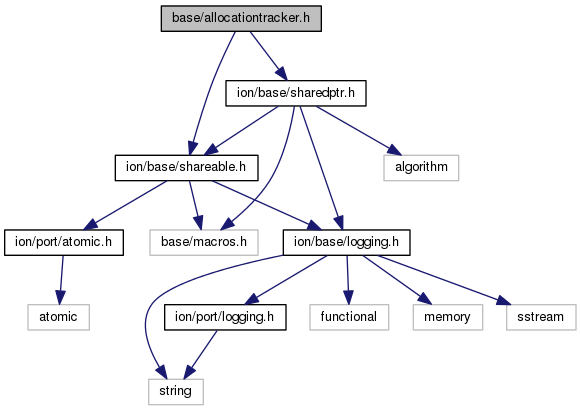 base/allocationtracker.h
ion/base/sharedptr.h
ion/base/shareable.h
algorithm
ion/port/atomic.h
base/macros.h
ion/base/logging.h
atomic
ion/port/logging.h
functional
memory
sstream
string